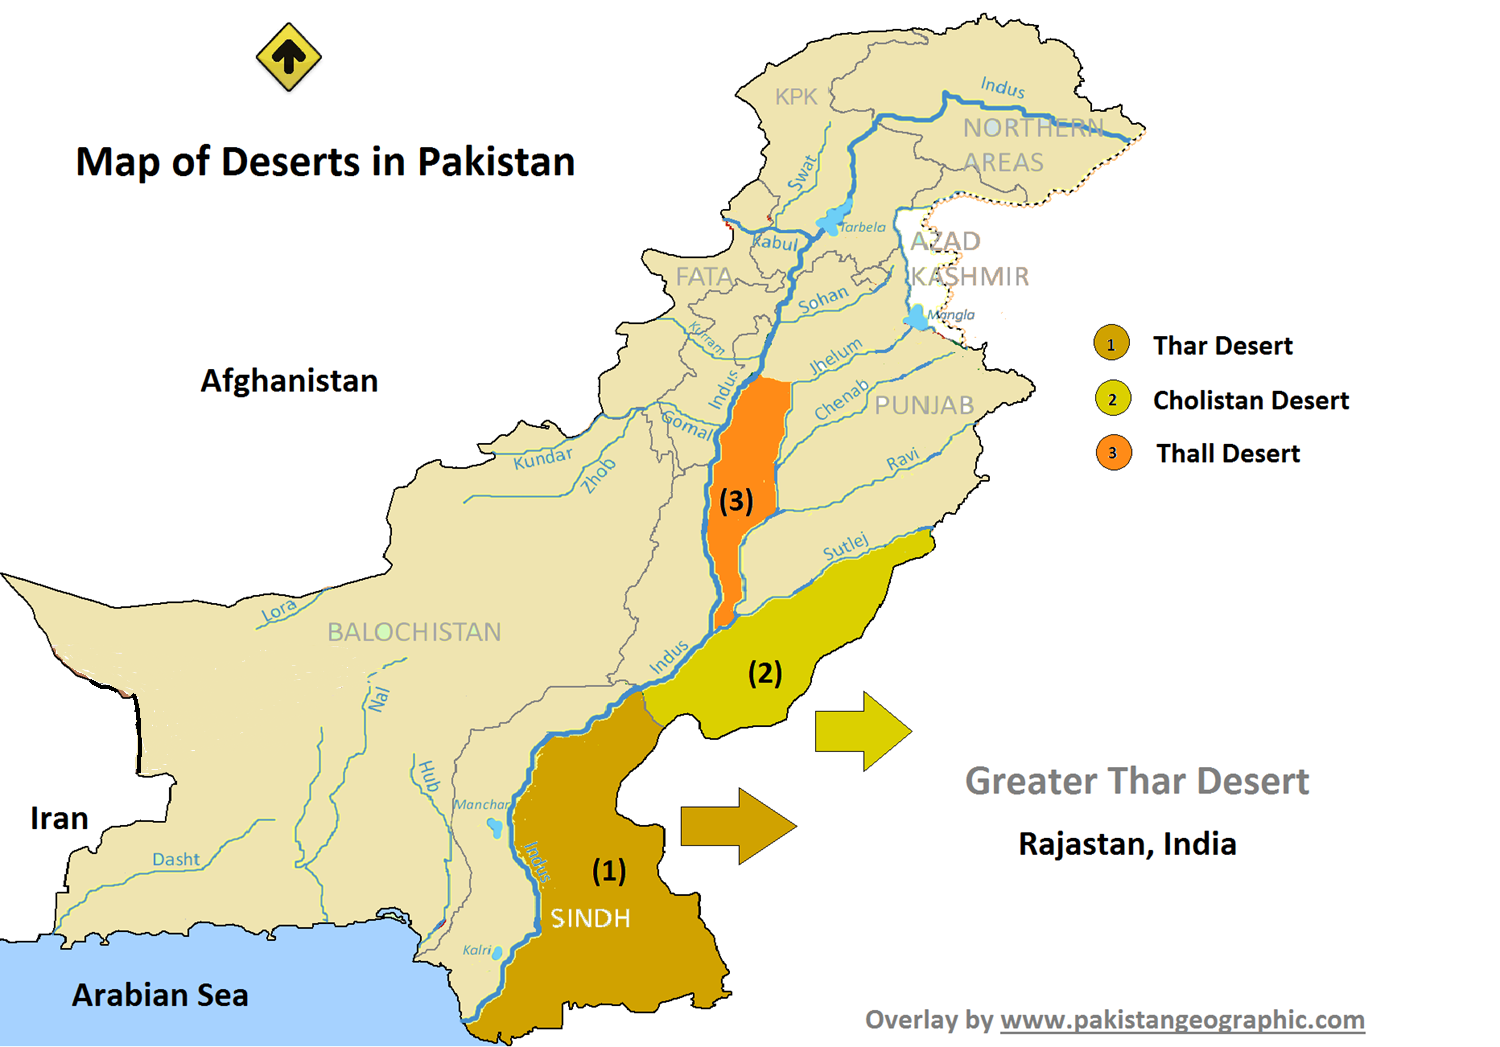 Map of Deserts in Pakistan
KPK
Indus
NORTHERN
AREAS
Swat
Tarbela
Kabul
AZAD
KASHMIR
FATA
Sohan
Mangla
Kurram
Jhelum
Indus
Chenab
PUNJAB
Gomal
Kundar
Zhob
Ravi
(3)
Sutlej
Afghanistan
1 Thar Desert
2 Cholistan Desert
3 Thall Desert
Lora
BALOCHISTAN
Indus
(2)
Nal
Hub
Manchar
Iran
Dasht
Indus
(1)
SINDH
Kalri
Greater Thar Desert
Rajastan, India
Arabian Sea
Overlay by www.pakistangeographic.com